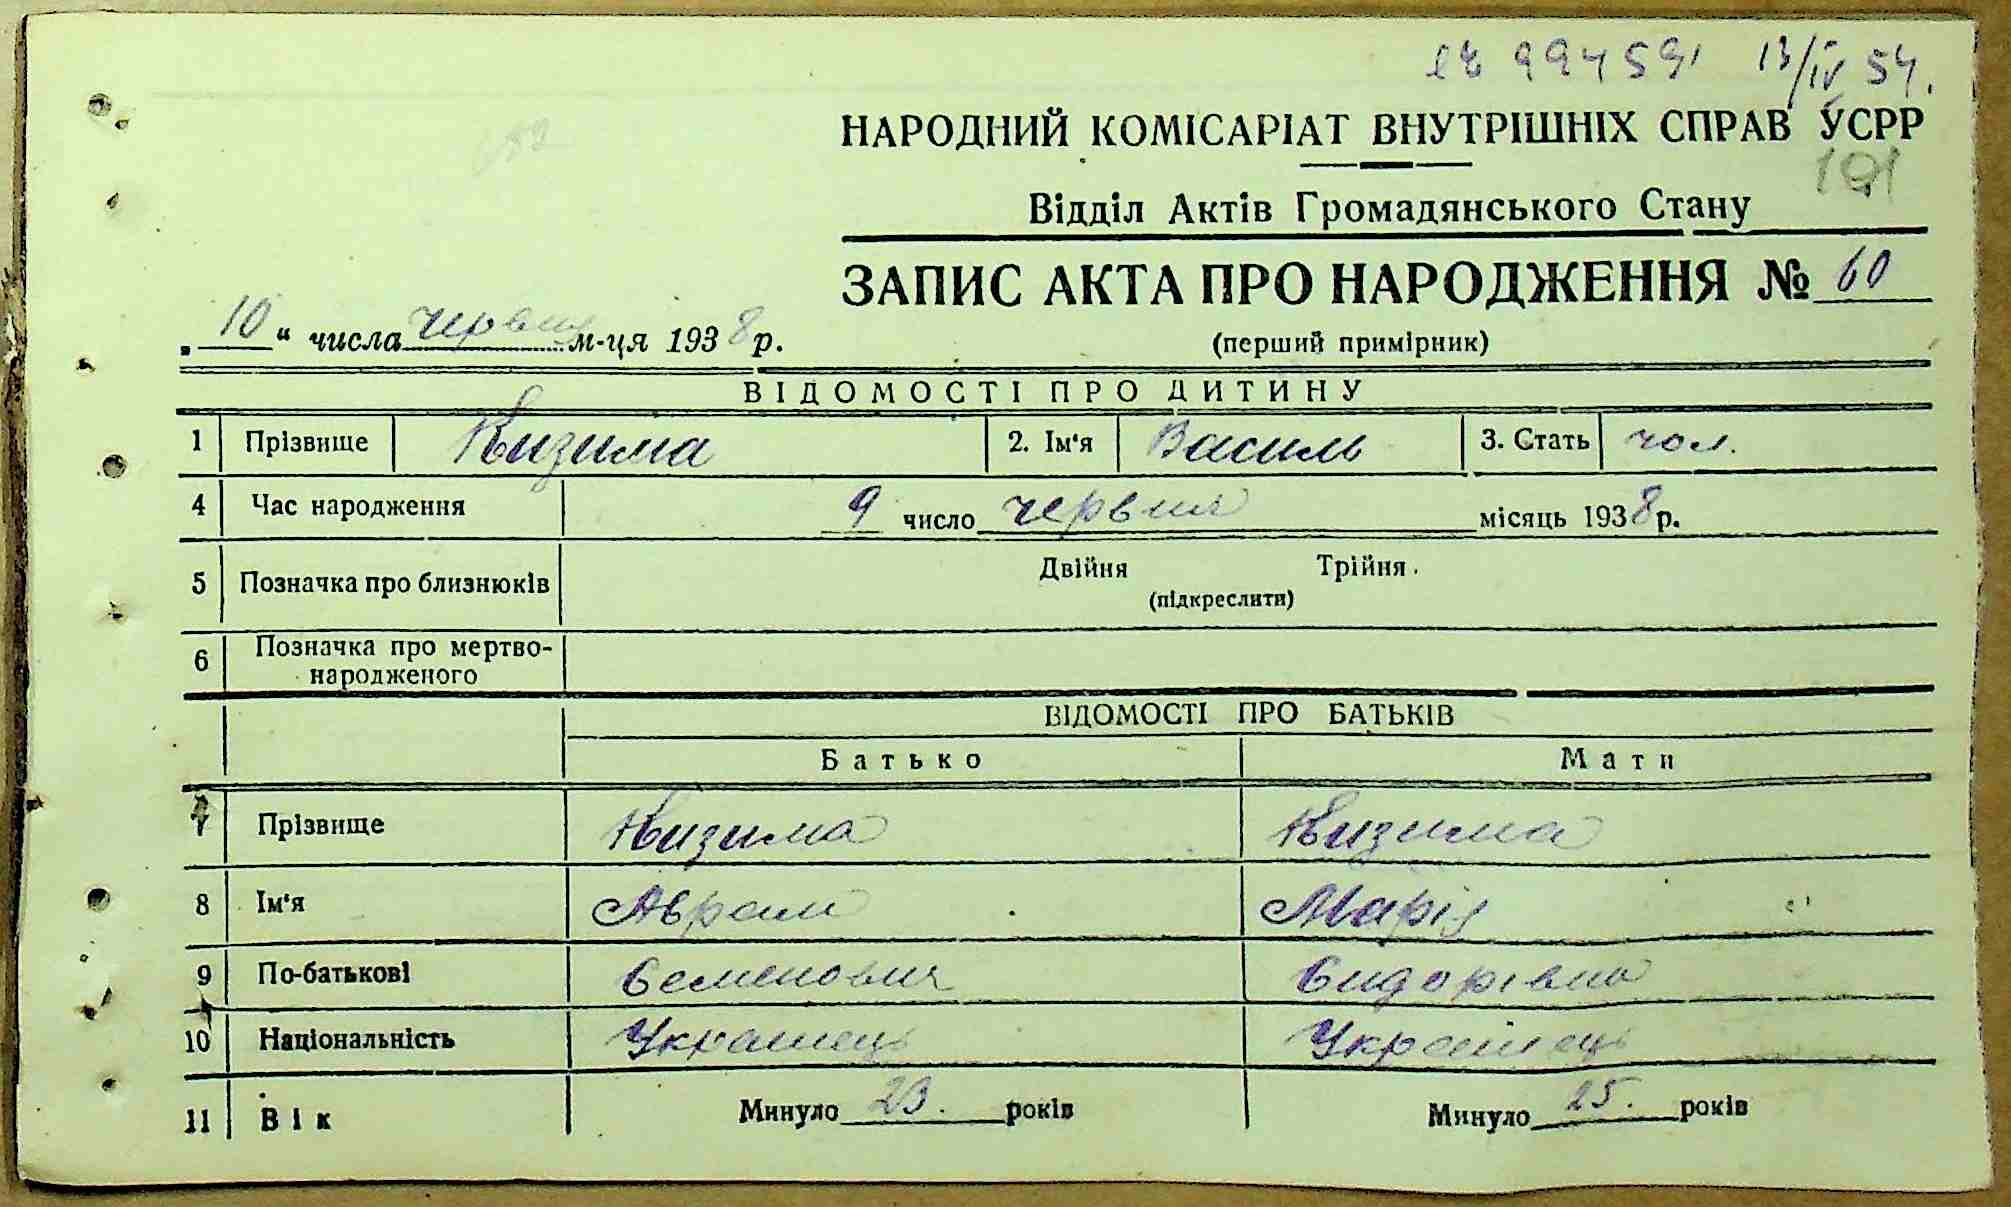 994591 13/IV 54.
НАРОДНИЙ КОМІСАРІАТ ВНУТРІШНІХ СПРАВ УСРР
191
Відділ Актів Громадянського Стану
ЗАПИС АКТА ПРО НАРОДЖЕННЯ № 60
„10“ числа червня м-ця 1938 р.
(перший примірник)
ВІДОМОСТІ ПРО ДИТИНУ
1 Прізвище Кизима 2. Ім'я Василь 3. Стать чол.
4 Час народження 9 число червня місяць 1938 р.
5 Позначка про близнюків Двійня Трійня
(підкреслити)
6 Позначка про мертво-
народженого
ВІДОМОСТІ ПРО БАТЬКІВ
Батько Мати
7 Прізвище Кизима Кизима
8 Ім'я Аврам Марія
9 По-батькові Семенович Сидорівна
10 Національність Українець Українець
11 Вік Минуло 23. років Минуло 25. років